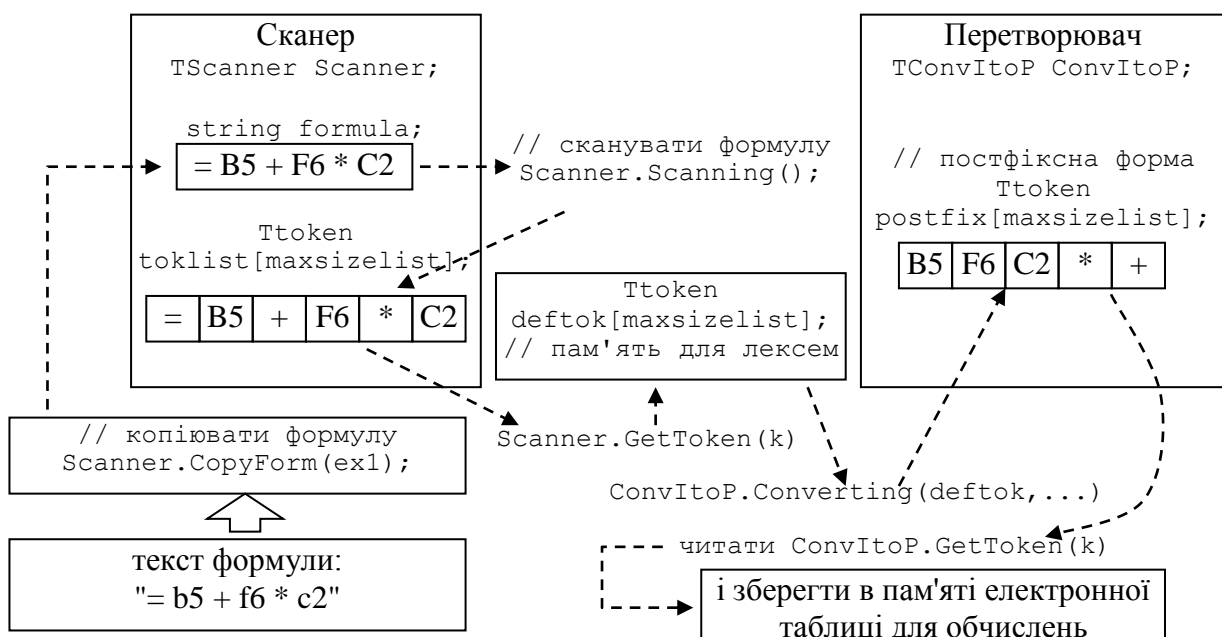 Сканер
TScanner Scanner;
string formula;
= B5 + F6 * C2
Ttoken
toklist[maxsizelist];
= B5 + F6 * C2
// сканувати формулу
Scanner.Scanning();
Перетворювач
TConvItoP ConvItoP;
// постфіксна форма
Ttoken
postfix[maxsizelist];
B5 F6 C2 * +
Ttoken
deftok[maxsizelist];
// пам'ять для лексем
// копіювати формулу
Scanner.CopyForm(ex1);
Scanner.GetToken(k)
ConvItoP.Converting(deftok,...)
текст формули:
"= b5 + f6 * c2"
читати ConvItoP.GetToken(k)
і зберегти в пам'яті електронної
таблиці для обчислень